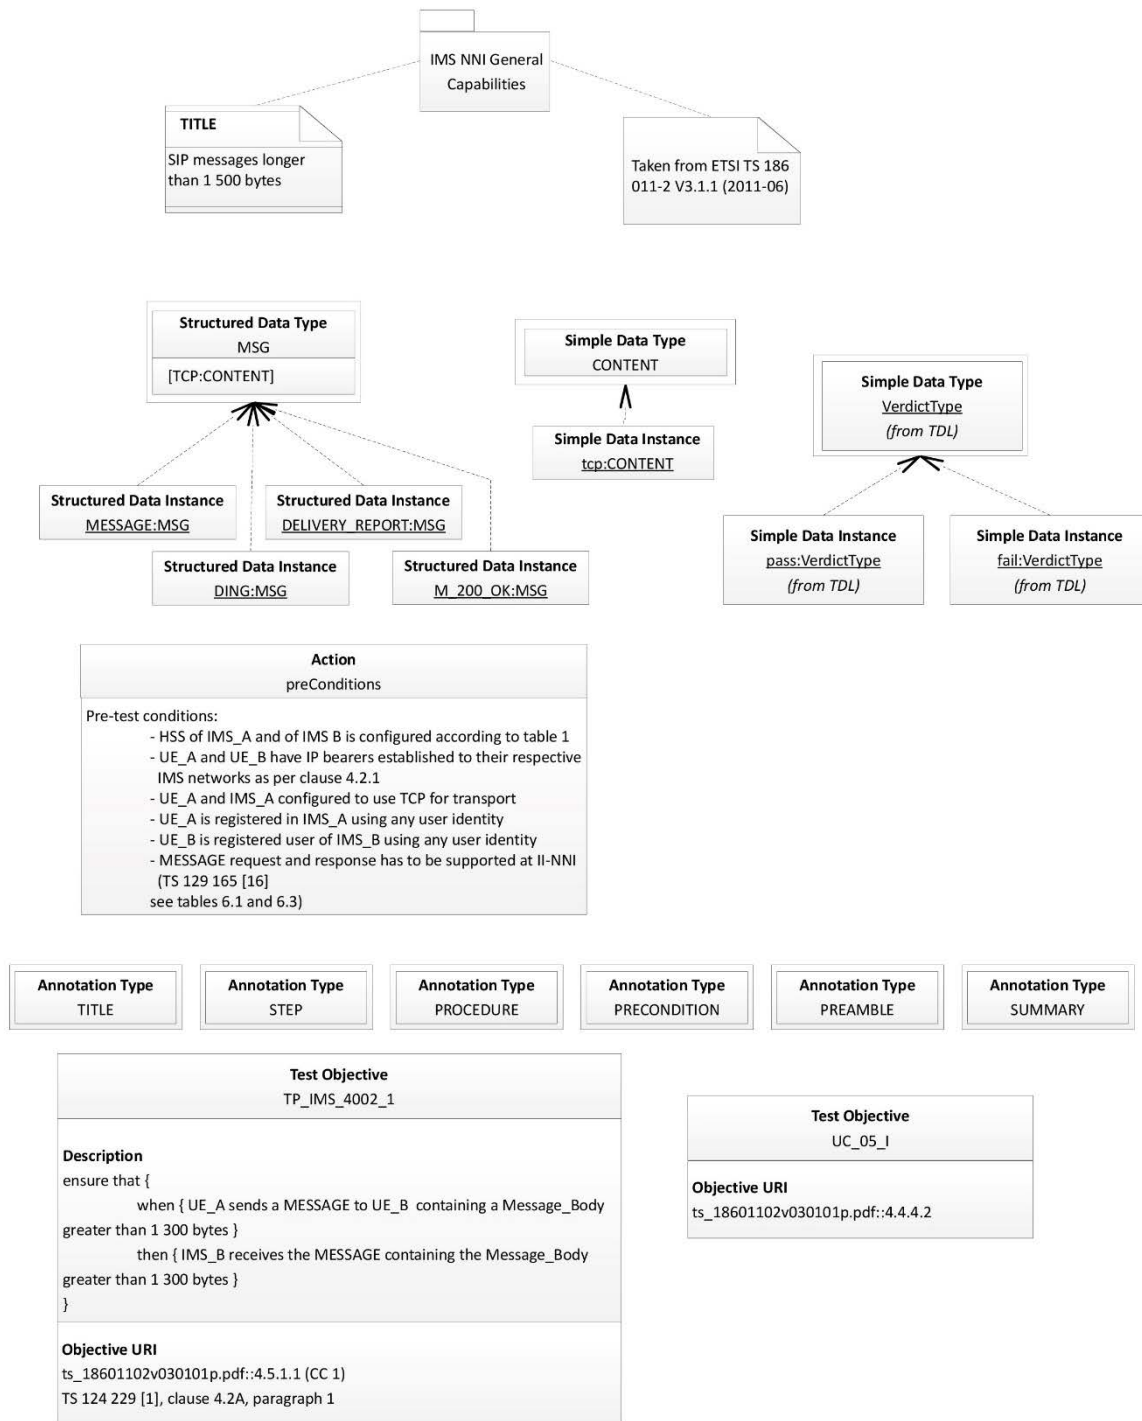 IMS NNI General
Capabilities
TITLE
SIP messages longer
than 1 500 bytes
Taken from ETSI TS 186
011-2 V3.1.1 (2011-06)
Structured Data Type
MSG
[TCP:CONTENT]
Simple Data Type
CONTENT
Simple Data Type
VerdictType
(from TDL)
Simple Data Instance
tcp:CONTENT
Structured Data Instance
MESSAGE:MSG
Structured Data Instance
DELIVERY_REPORT:MSG
Structured Data Instance
DING:MSG
Structured Data Instance
M_200_OK:MSG
Simple Data Instance
pass:VerdictType
(from TDL)
Simple Data Instance
fail:VerdictType
(from TDL)
Action
preConditions
Pre-test conditions:
- HSS of IMS_A and of IMS B is configured according to table 1
- UE_A and UE_B have IP bearers established to their respective
IMS networks as per clause 4.2.1
- UE_A and IMS_A configured to use TCP for transport
- UE_A is registered in IMS_A using any user identity
- UE_B is registered user of IMS_B using any user identity
- MESSAGE request and response has to be supported at II-NNI
(TS 129 165 [16]
see tables 6.1 and 6.3)
Annotation Type
TITLE
Annotation Type
STEP
Annotation Type
PROCEDURE
Annotation Type
PRECONDITION
Annotation Type
PREAMBLE
Annotation Type
SUMMARY
Test Objective
TP_IMS_4002_1
Description
ensure that {
when { UE_A sends a MESSAGE to UE_B containing a Message_Body
greater than 1 300 bytes }
then { IMS_B receives the MESSAGE containing the Message_Body
greater than 1 300 bytes }
}
Objective URI
ts_18601102v030101p.pdf::4.5.1.1 (CC 1)
TS 124 229 [1], clause 4.2A, paragraph 1
Test Objective
UC_05_I
Objective URI
ts_18601102v030101p.pdf::4.4.4.2